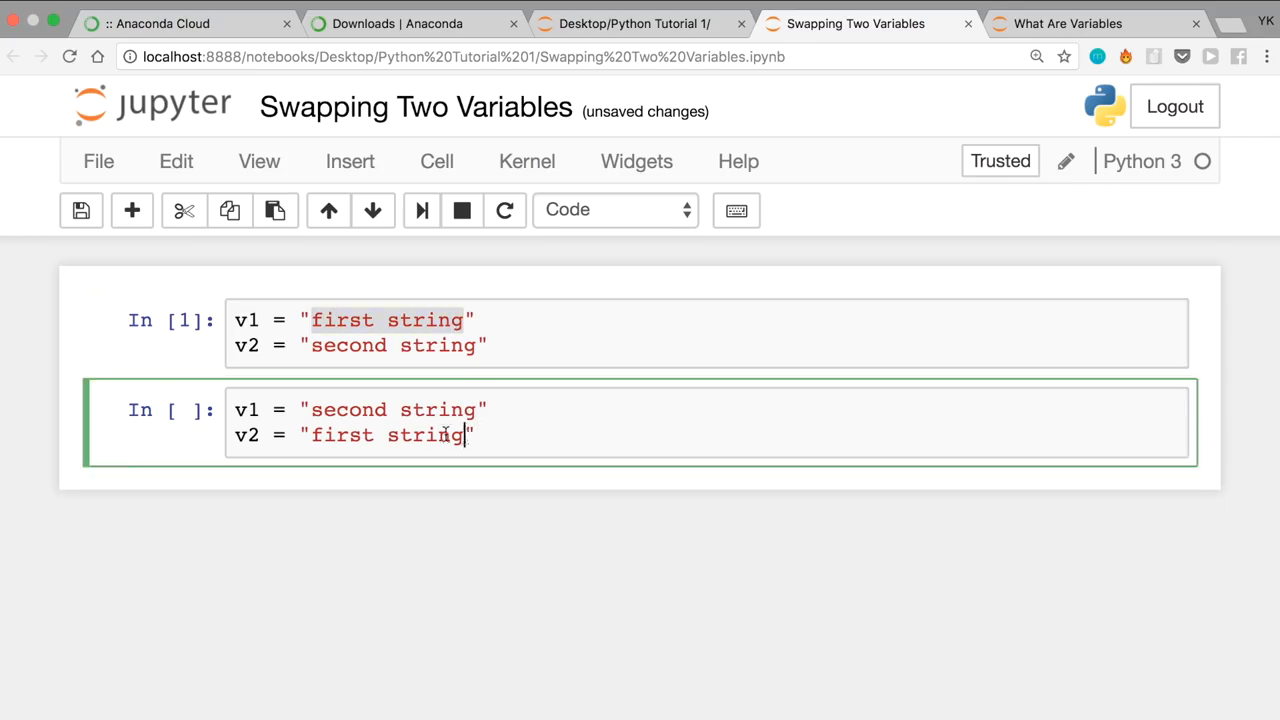 :: Anaconda Cloud
Downloads | Anaconda
Desktop/Python Tutorial 1/
Swapping Two Variables
What Are Variables
YK
localhost:8888/notebooks/Desktop/Python%20Tutorial%201/Swapping%20Two%20Variables.ipynb
jupyter Swapping Two Variables (unsaved changes) Logout
File Edit View Insert Cell Kernel Widgets Help Trusted Python 3
Code
In [1]: v1 = "first string"
v2 = "second string"
In [ ]: v1 = "second string"
v2 = "first string"